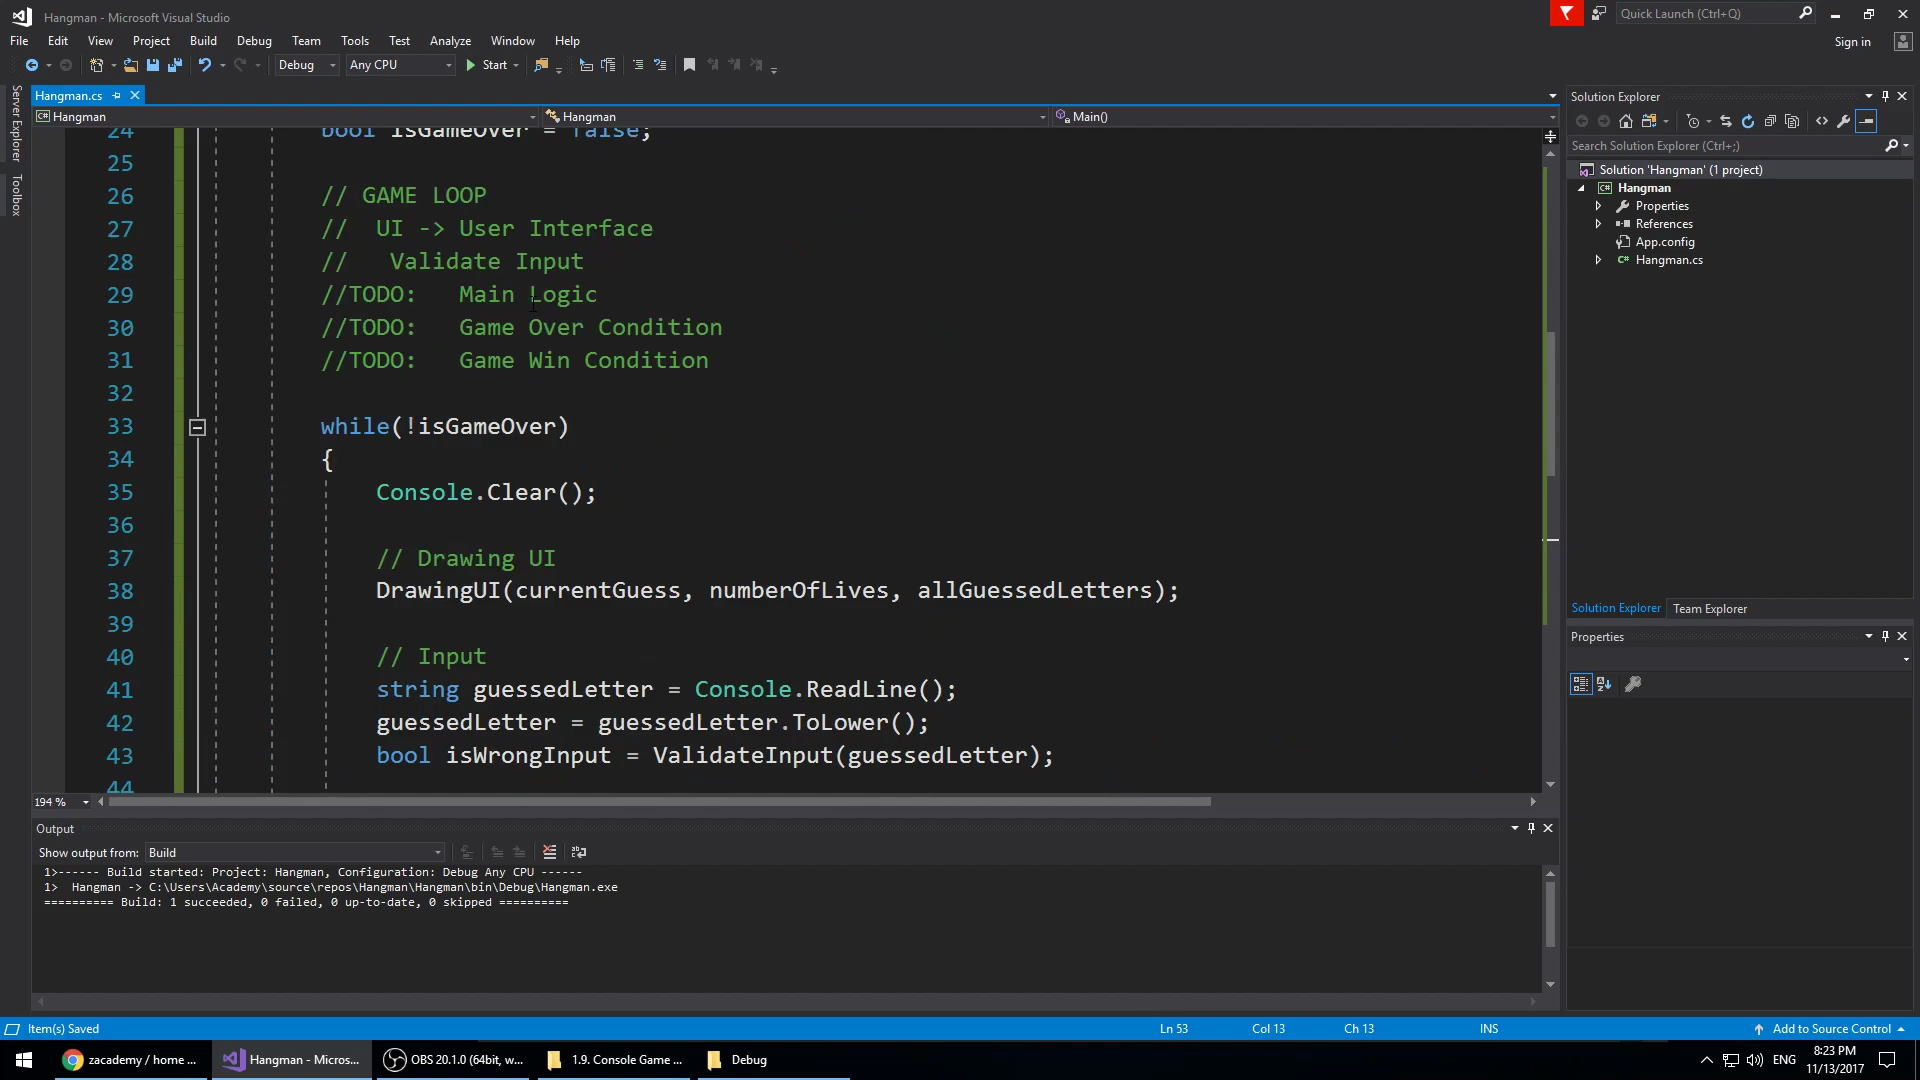 Hangman - Microsoft Visual Studio
Quick Launch (Ctrl+Q)
File Edit View Project Build Debug Team Tools Test Analyze Window Help
Sign in
Debug Any CPU Start
Server Explorer
Toolbox
Hangman.cs
Hangman Hangman Main()
24 bool isGameOver = false;
25
26 // GAME LOOP
27 // UI -> User Interface
28 // Validate Input
29 //TODO: Main Logic
30 //TODO: Game Over Condition
31 //TODO: Game Win Condition
32
33 while(!isGameOver)
34 {
35 Console.Clear();
36
37 // Drawing UI
38 DrawingUI(currentGuess, numberOfLives, allGuessedLetters);
39
40 // Input
41 string guessedLetter = Console.ReadLine();
42 guessedLetter = guessedLetter.ToLower();
43 bool isWrongInput = ValidateInput(guessedLetter);
44
194 %
Output
Show output from: Build
1>------ Build started: Project: Hangman, Configuration: Debug Any CPU ------
1> Hangman -> C:\Users\Academy\source\repos\Hangman\Hangman\bin\Debug\Hangman.exe
========== Build: 1 succeeded, 0 failed, 0 up-to-date, 0 skipped ==========
Solution Explorer
Search Solution Explorer (Ctrl+;)
Solution 'Hangman' (1 project)
C# Hangman
Properties
References
App.config
C# Hangman.cs
Solution Explorer Team Explorer
Properties
Item(s) Saved Ln 53 Col 13 Ch 13 INS Add to Source Control
zacademy / home ... Hangman - Micros... OBS 20.1.0 (64bit, w... 1.9. Console Game ... Debug
ENG
8:23 PM
11/13/2017